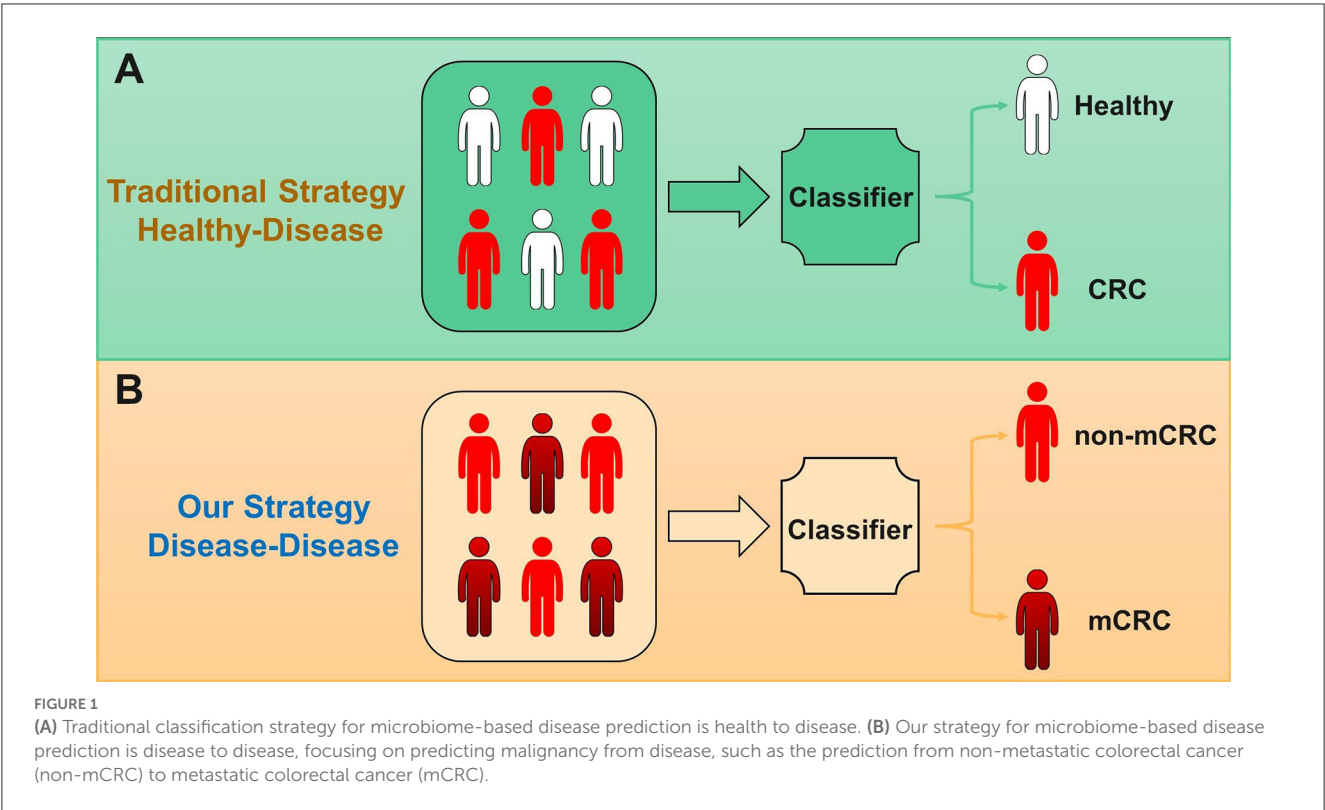 A
Traditional Strategy
Healthy-Disease
Classifier
Healthy
CRC
B
Our Strategy
Disease-Disease
Classifier
non-mCRC
mCRC
FIGURE 1
(A) Traditional classification strategy for microbiome-based disease prediction is health to disease. (B) Our strategy for microbiome-based disease
prediction is disease to disease, focusing on predicting malignancy from disease, such as the prediction from non-metastatic colorectal cancer
(non-mCRC) to metastatic colorectal cancer (mCRC).